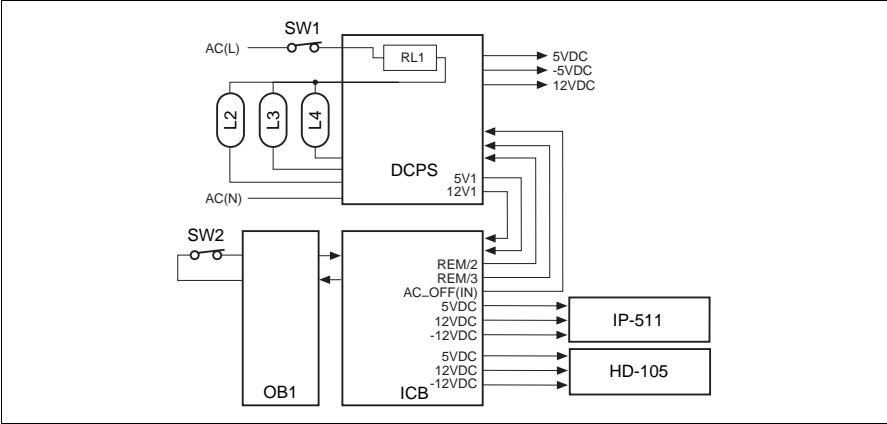 SW1
AC(L)
RL1
5VDC
-5VDC
12VDC
L2
L3
L4
DCPS
5V1
12V1
AC(N)
SW2
REM/2
REM/3
AC_OFF(IN)
5VDC
12VDC
-12VDC
IP-511
5VDC
12VDC
-12VDC
HD-105
OB1
ICB